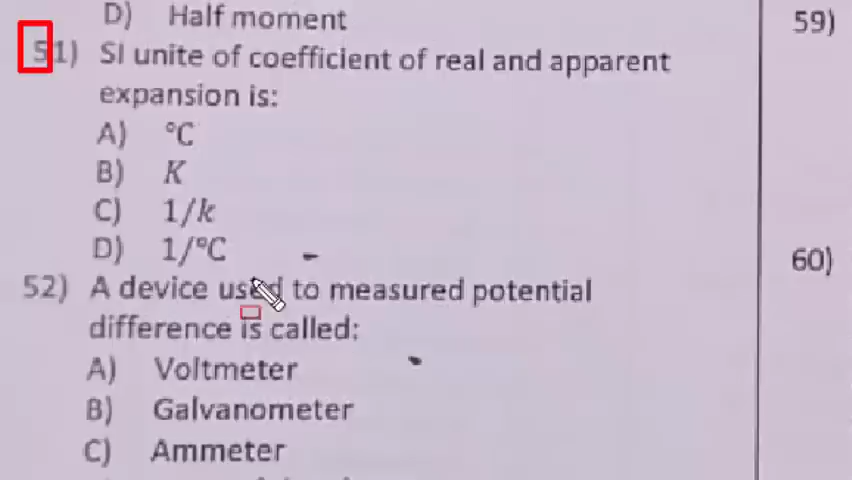 D) Half moment
59)
51) SI unite of coefficient of real and apparent
expansion is:
A) °C
B) K
C) 1/k
D) 1/°C
60)
52) A device used to measured potential
difference is called:
A) Voltmeter
B) Galvanometer
C) Ammeter